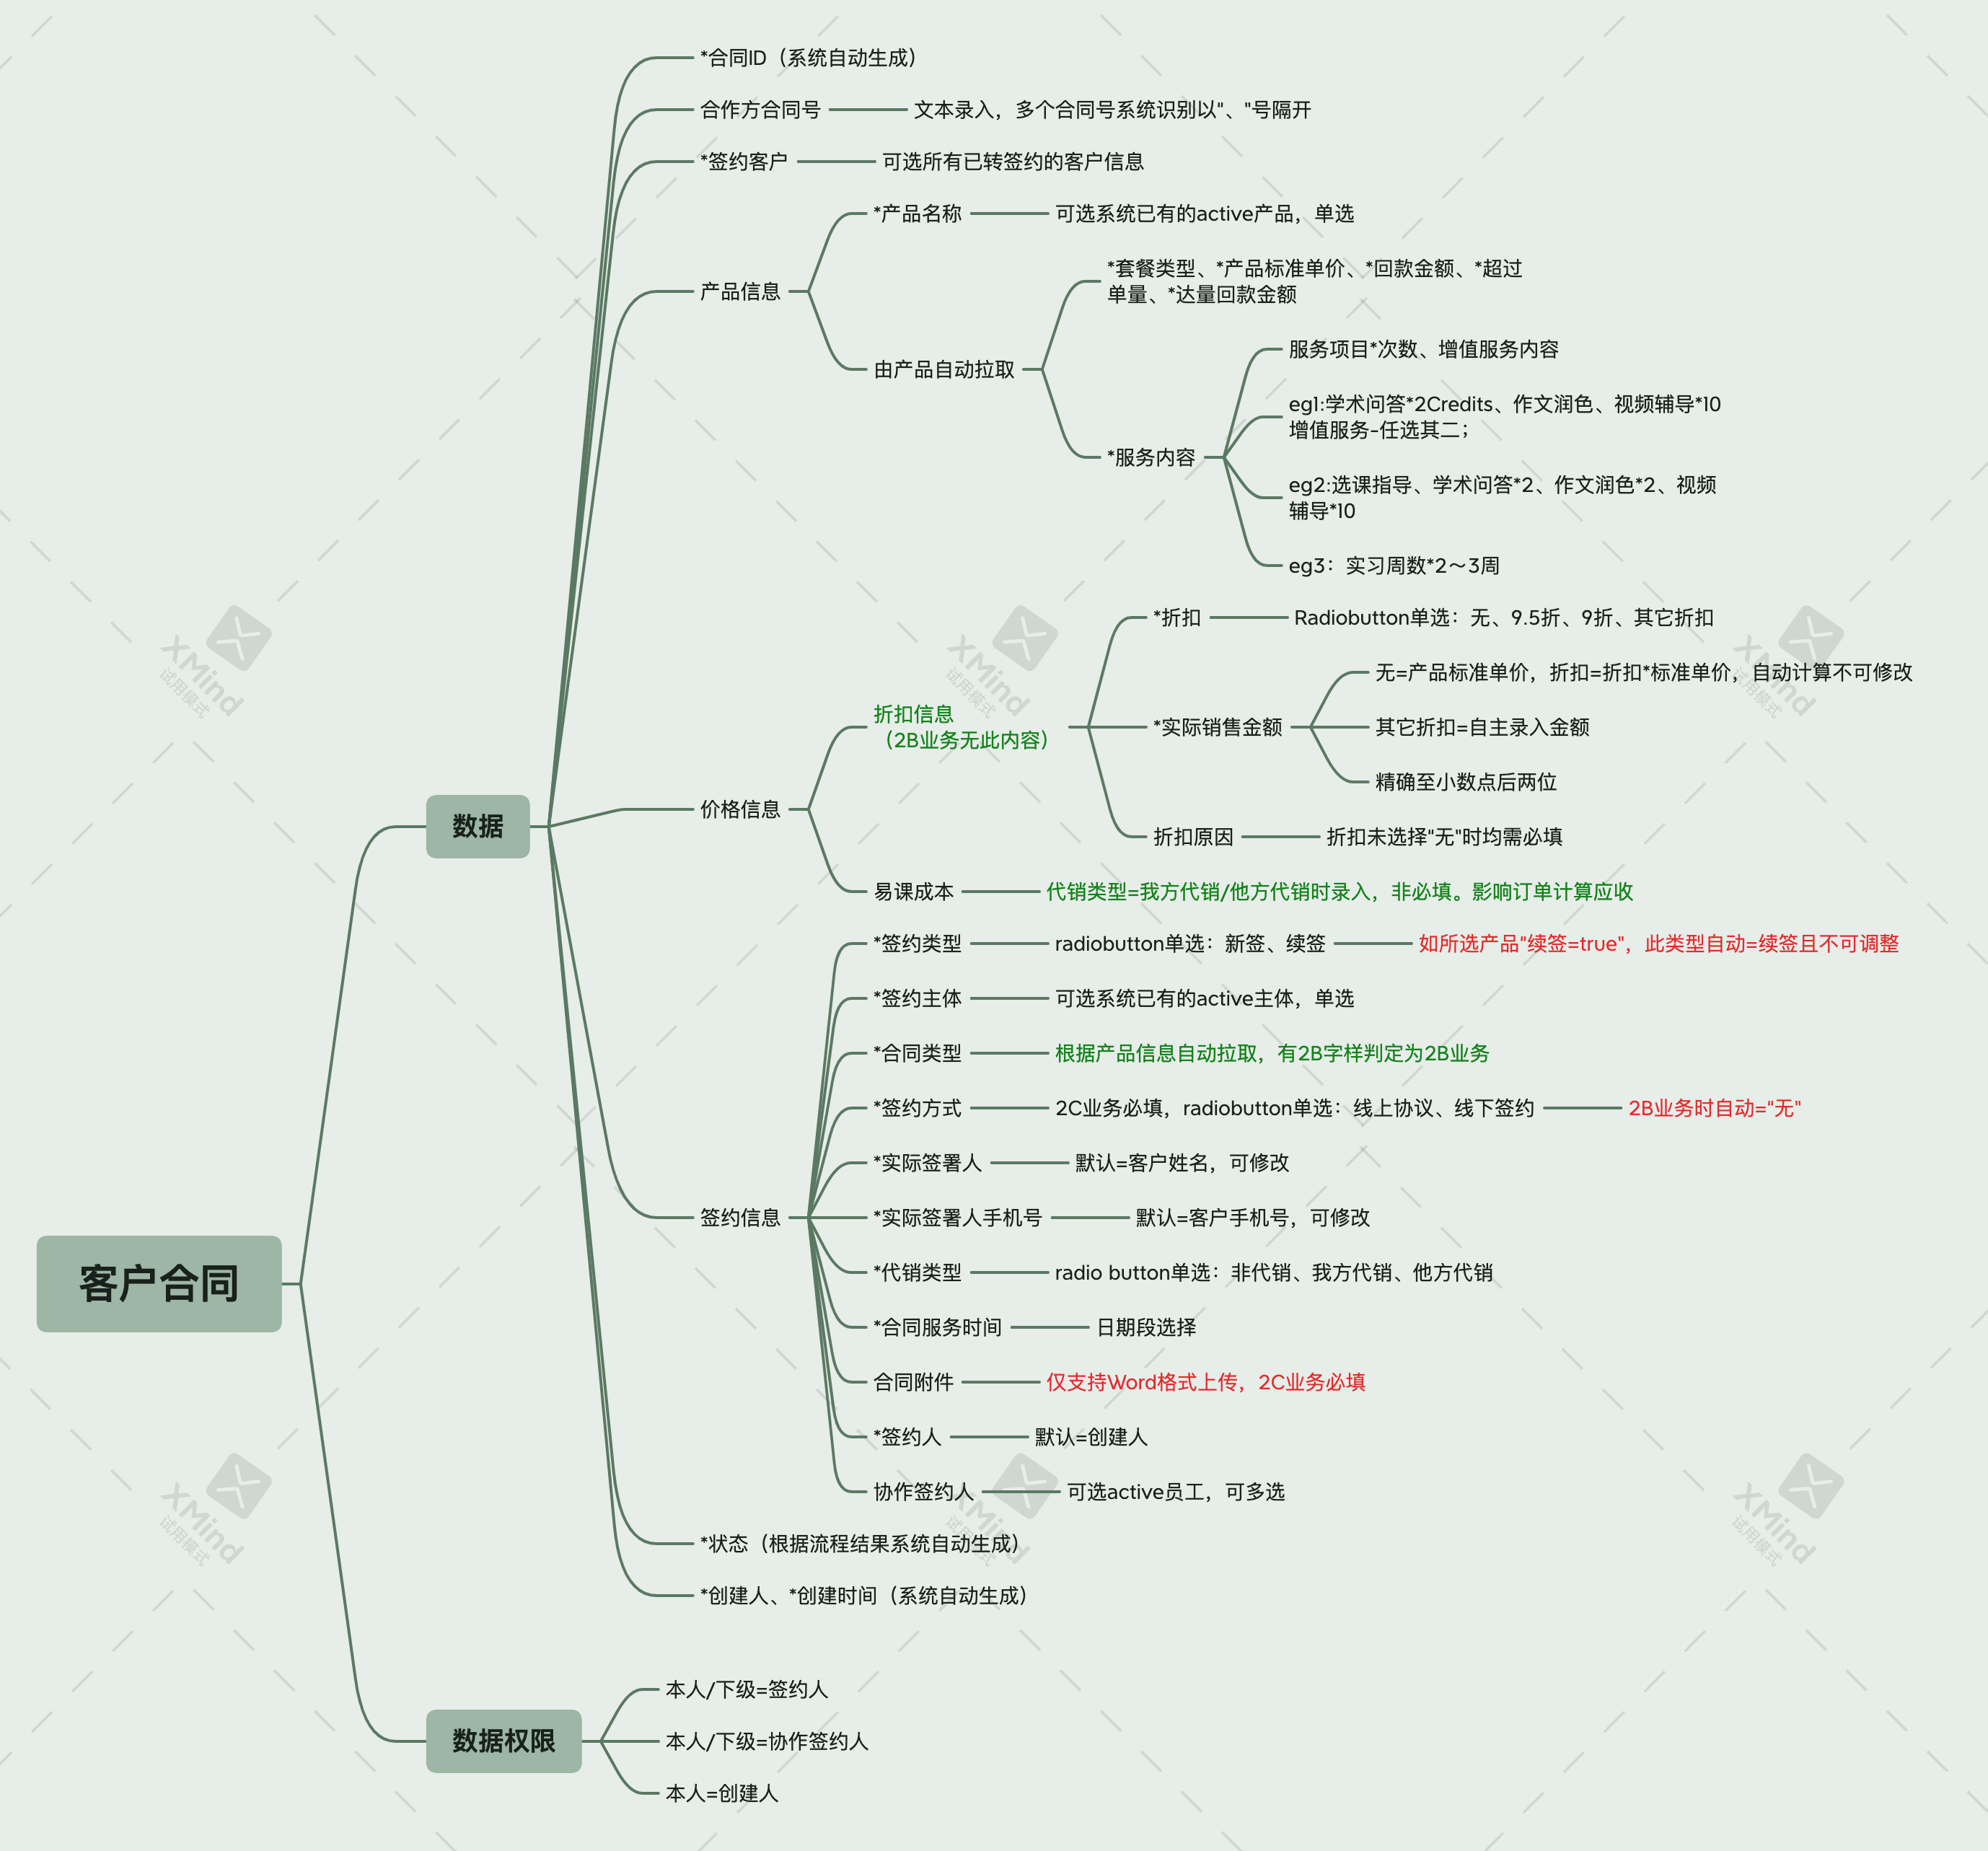 *合同ID（系统自动生成）
合作方合同号
文本录入，多个合同号系统识别以"、"号隔开
*签约客户
可选所有已转签约的客户信息
产品信息
*产品名称
可选系统已有的active产品，单选
由产品自动拉取
*套餐类型、*产品标准单价、*回款金额、*超过
单量、*达量回款金额
*服务内容
服务项目*次数、增值服务内容
eg1:学术问答*2Credits、作文润色、视频辅导*10
增值服务-任选其二；
eg2:选课指导、学术问答*2、作文润色*2、视频
辅导*10
eg3：实习周数*2～3周
价格信息
折扣信息
（2B业务无此内容）
*折扣
Radiobutton单选：无、9.5折、9折、其它折扣
*实际销售金额
无=产品标准单价，折扣=折扣*标准单价，自动计算不可修改
其它折扣=自主录入金额
精确至小数点后两位
折扣原因
折扣未选择"无"时均需必填
易课成本
代销类型=我方代销/他方代销时录入，非必填。影响订单计算应收
签约信息
*签约类型
radiobutton单选：新签、续签
如所选产品"续签=true"，此类型自动=续签且不可调整
*签约主体
可选系统已有的active主体，单选
*合同类型
根据产品信息自动拉取，有2B字样判定为2B业务
*签约方式
2C业务必填，radiobutton单选：线上协议、线下签约
2B业务时自动="无"
*实际签署人
默认=客户姓名，可修改
*实际签署人手机号
默认=客户手机号，可修改
*代销类型
radio button单选：非代销、我方代销、他方代销
*合同服务时间
日期段选择
合同附件
仅支持Word格式上传，2C业务必填
*签约人
默认=创建人
协作签约人
可选active员工，可多选
*状态（根据流程结果系统自动生成）
*创建人、*创建时间（系统自动生成）
数据
客户合同
数据权限
本人/下级=签约人
本人/下级=协作签约人
本人=创建人
XMind
试用模式
XMind
试用模式
XMind
试用模式
XMind
试用模式
XMind
试用模式
XMind
试用模式